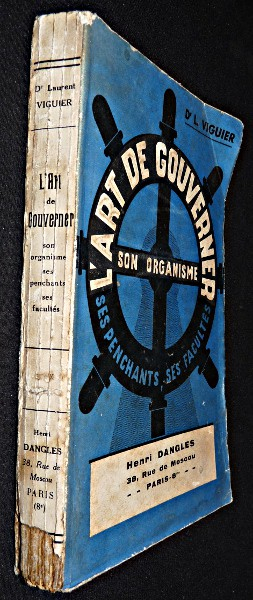 Dr Laurent
VIGUIER
L'Art
de
Gouverner
son
organisme
ses
penchants
ses
facultés
Henri
DANGLES
38, Rue de
Moscou
PARIS
(8e)
Dr L. VIGUIER
L'ART DE GOUVERNER
SON ORGANISME
SES PENCHANTS . SES FACULTÉS
Henri DANGLES
38, Rue de Moscou
- - PARIS-8e - -